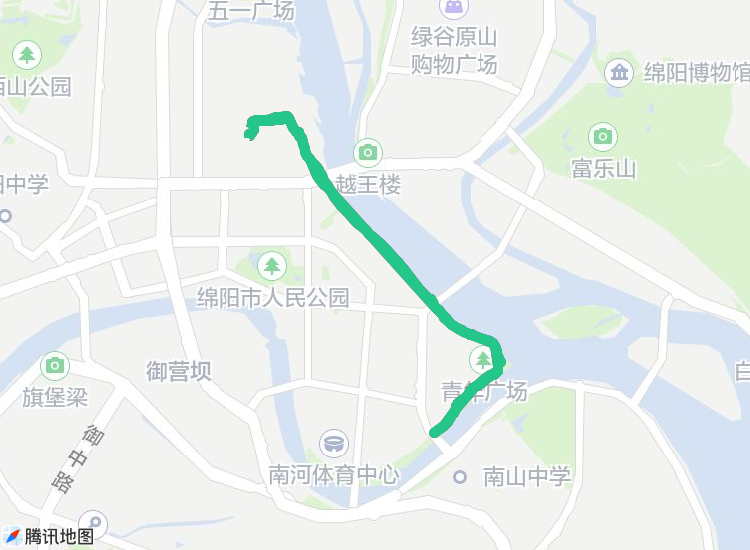 五一广场
绿谷原山
购物广场
绵阳博物馆
山公园
富乐山
阳中学
越王楼
绵阳市人民公园
御营坝
旗堡梁
青年广场
御中路
南河体育中心
南山中学
白
腾讯地图